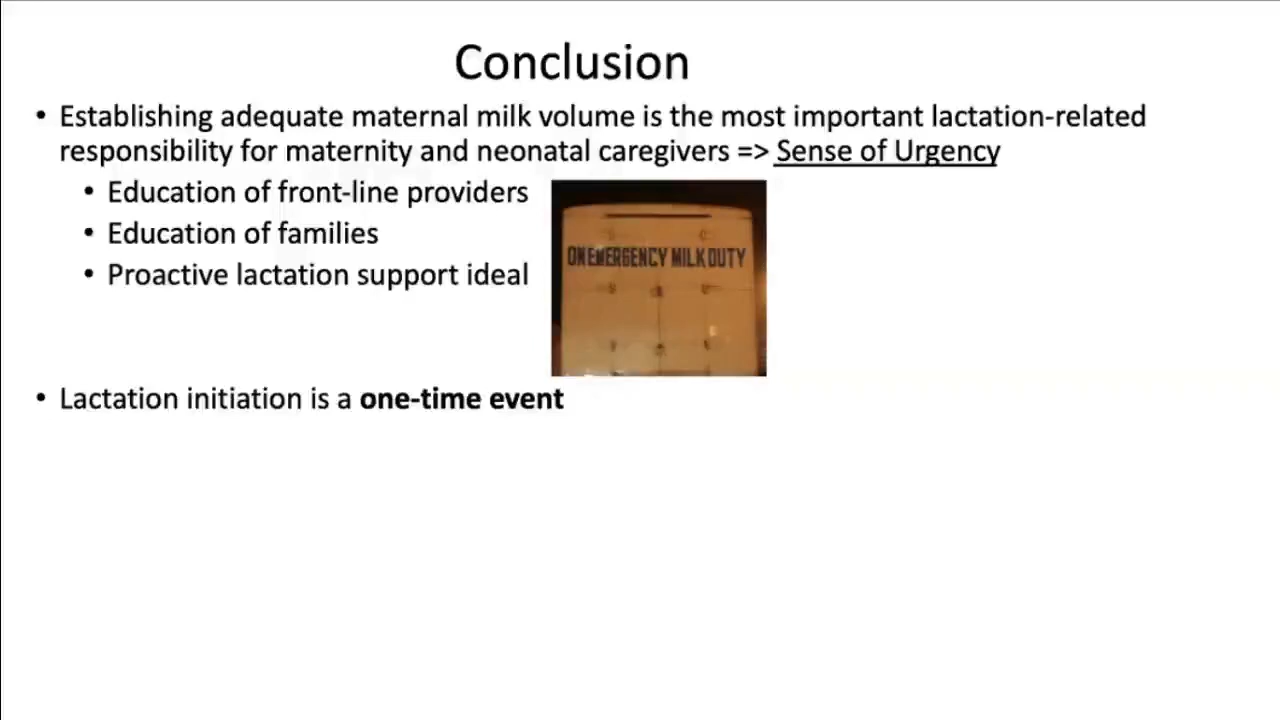 Conclusion
• Establishing adequate maternal milk volume is the most important lactation-related
responsibility for maternity and neonatal caregivers => Sense of Urgency
• Education of front-line providers
• Education of families
• Proactive lactation support ideal
ON EMERGENCY MILK DUTY
• Lactation initiation is a one-time event